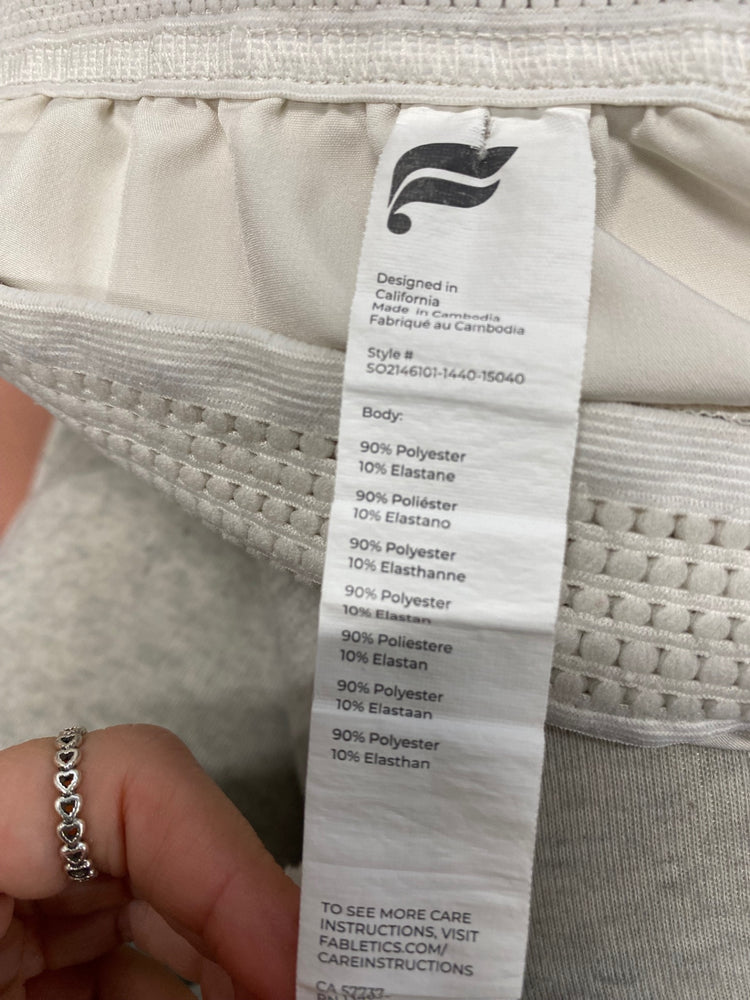 Designed in
California
Made in Cambodia
Fabriqué au Cambodia
Style #
SO2146101-1440-15040
Body:
90% Polyester
10% Elastane
90% Poliéster
10% Elastano
90% Polyester
10% Elasthanne
90% Polyester
10% Elastan
90% Poliestere
10% Elastan
90% Polyester
10% Elastaan
90% Polyester
10% Elasthan
TO SEE MORE CARE
INSTRUCTIONS, VISIT
FABLETICS.COM/
CAREINSTRUCTIONS
CA